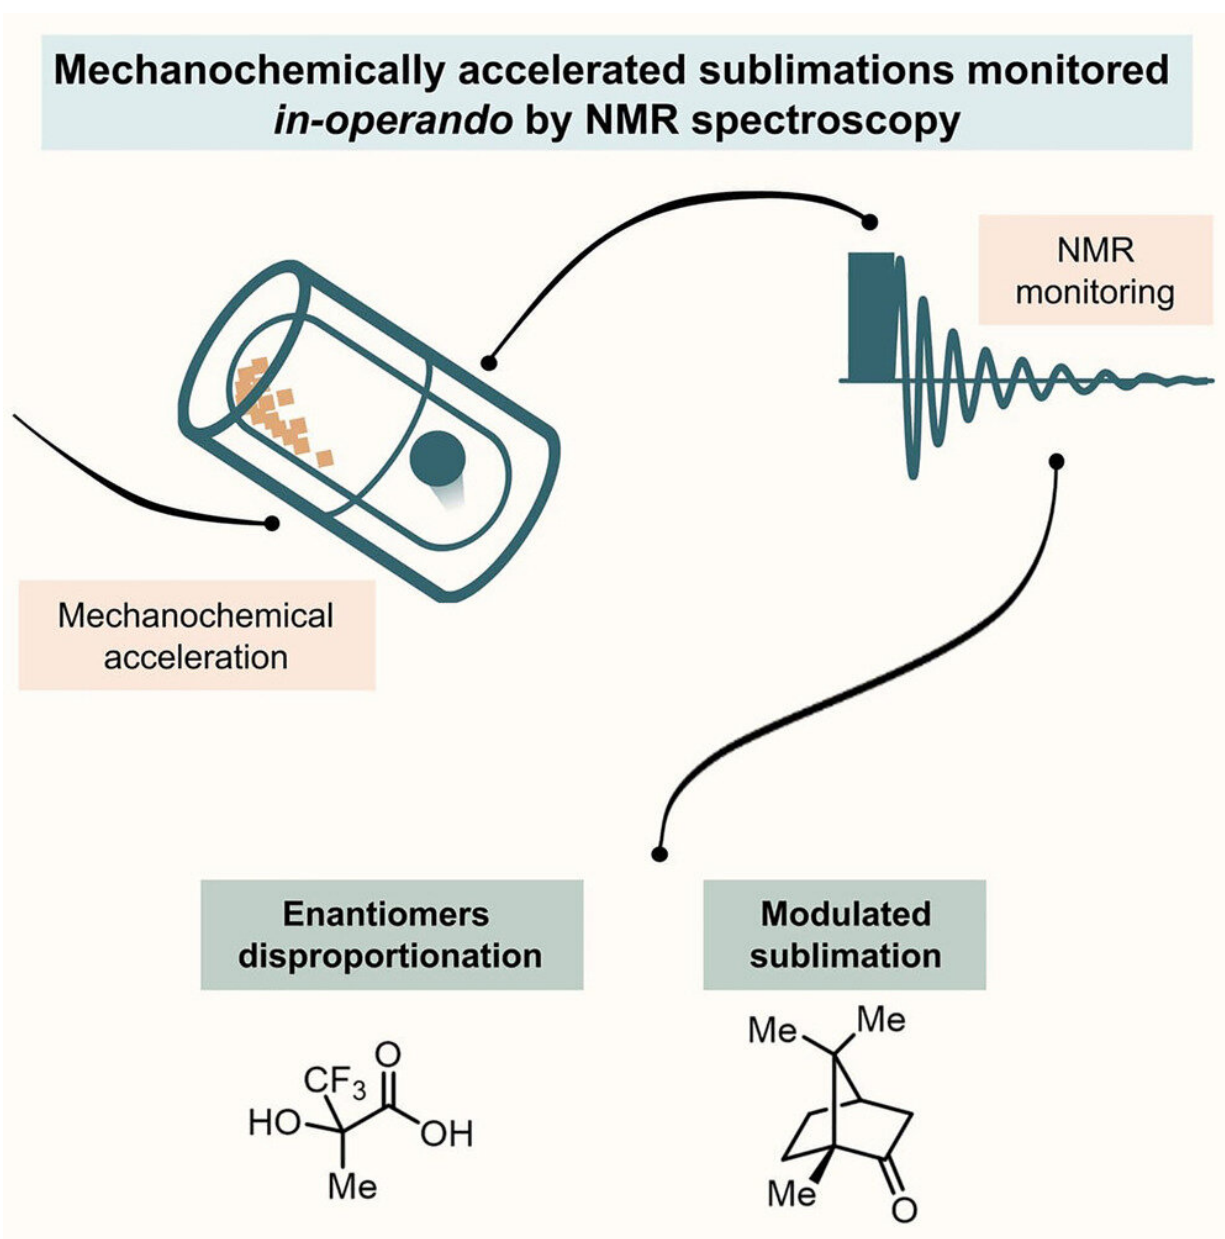 Mechanochemically accelerated sublimations monitored
in-operando by NMR spectroscopy
NMR
monitoring
Mechanochemical
acceleration
Enantiomers
disproportionation
Modulated
sublimation
CF3
O
HO
OH
Me
Me
Me
Me
O